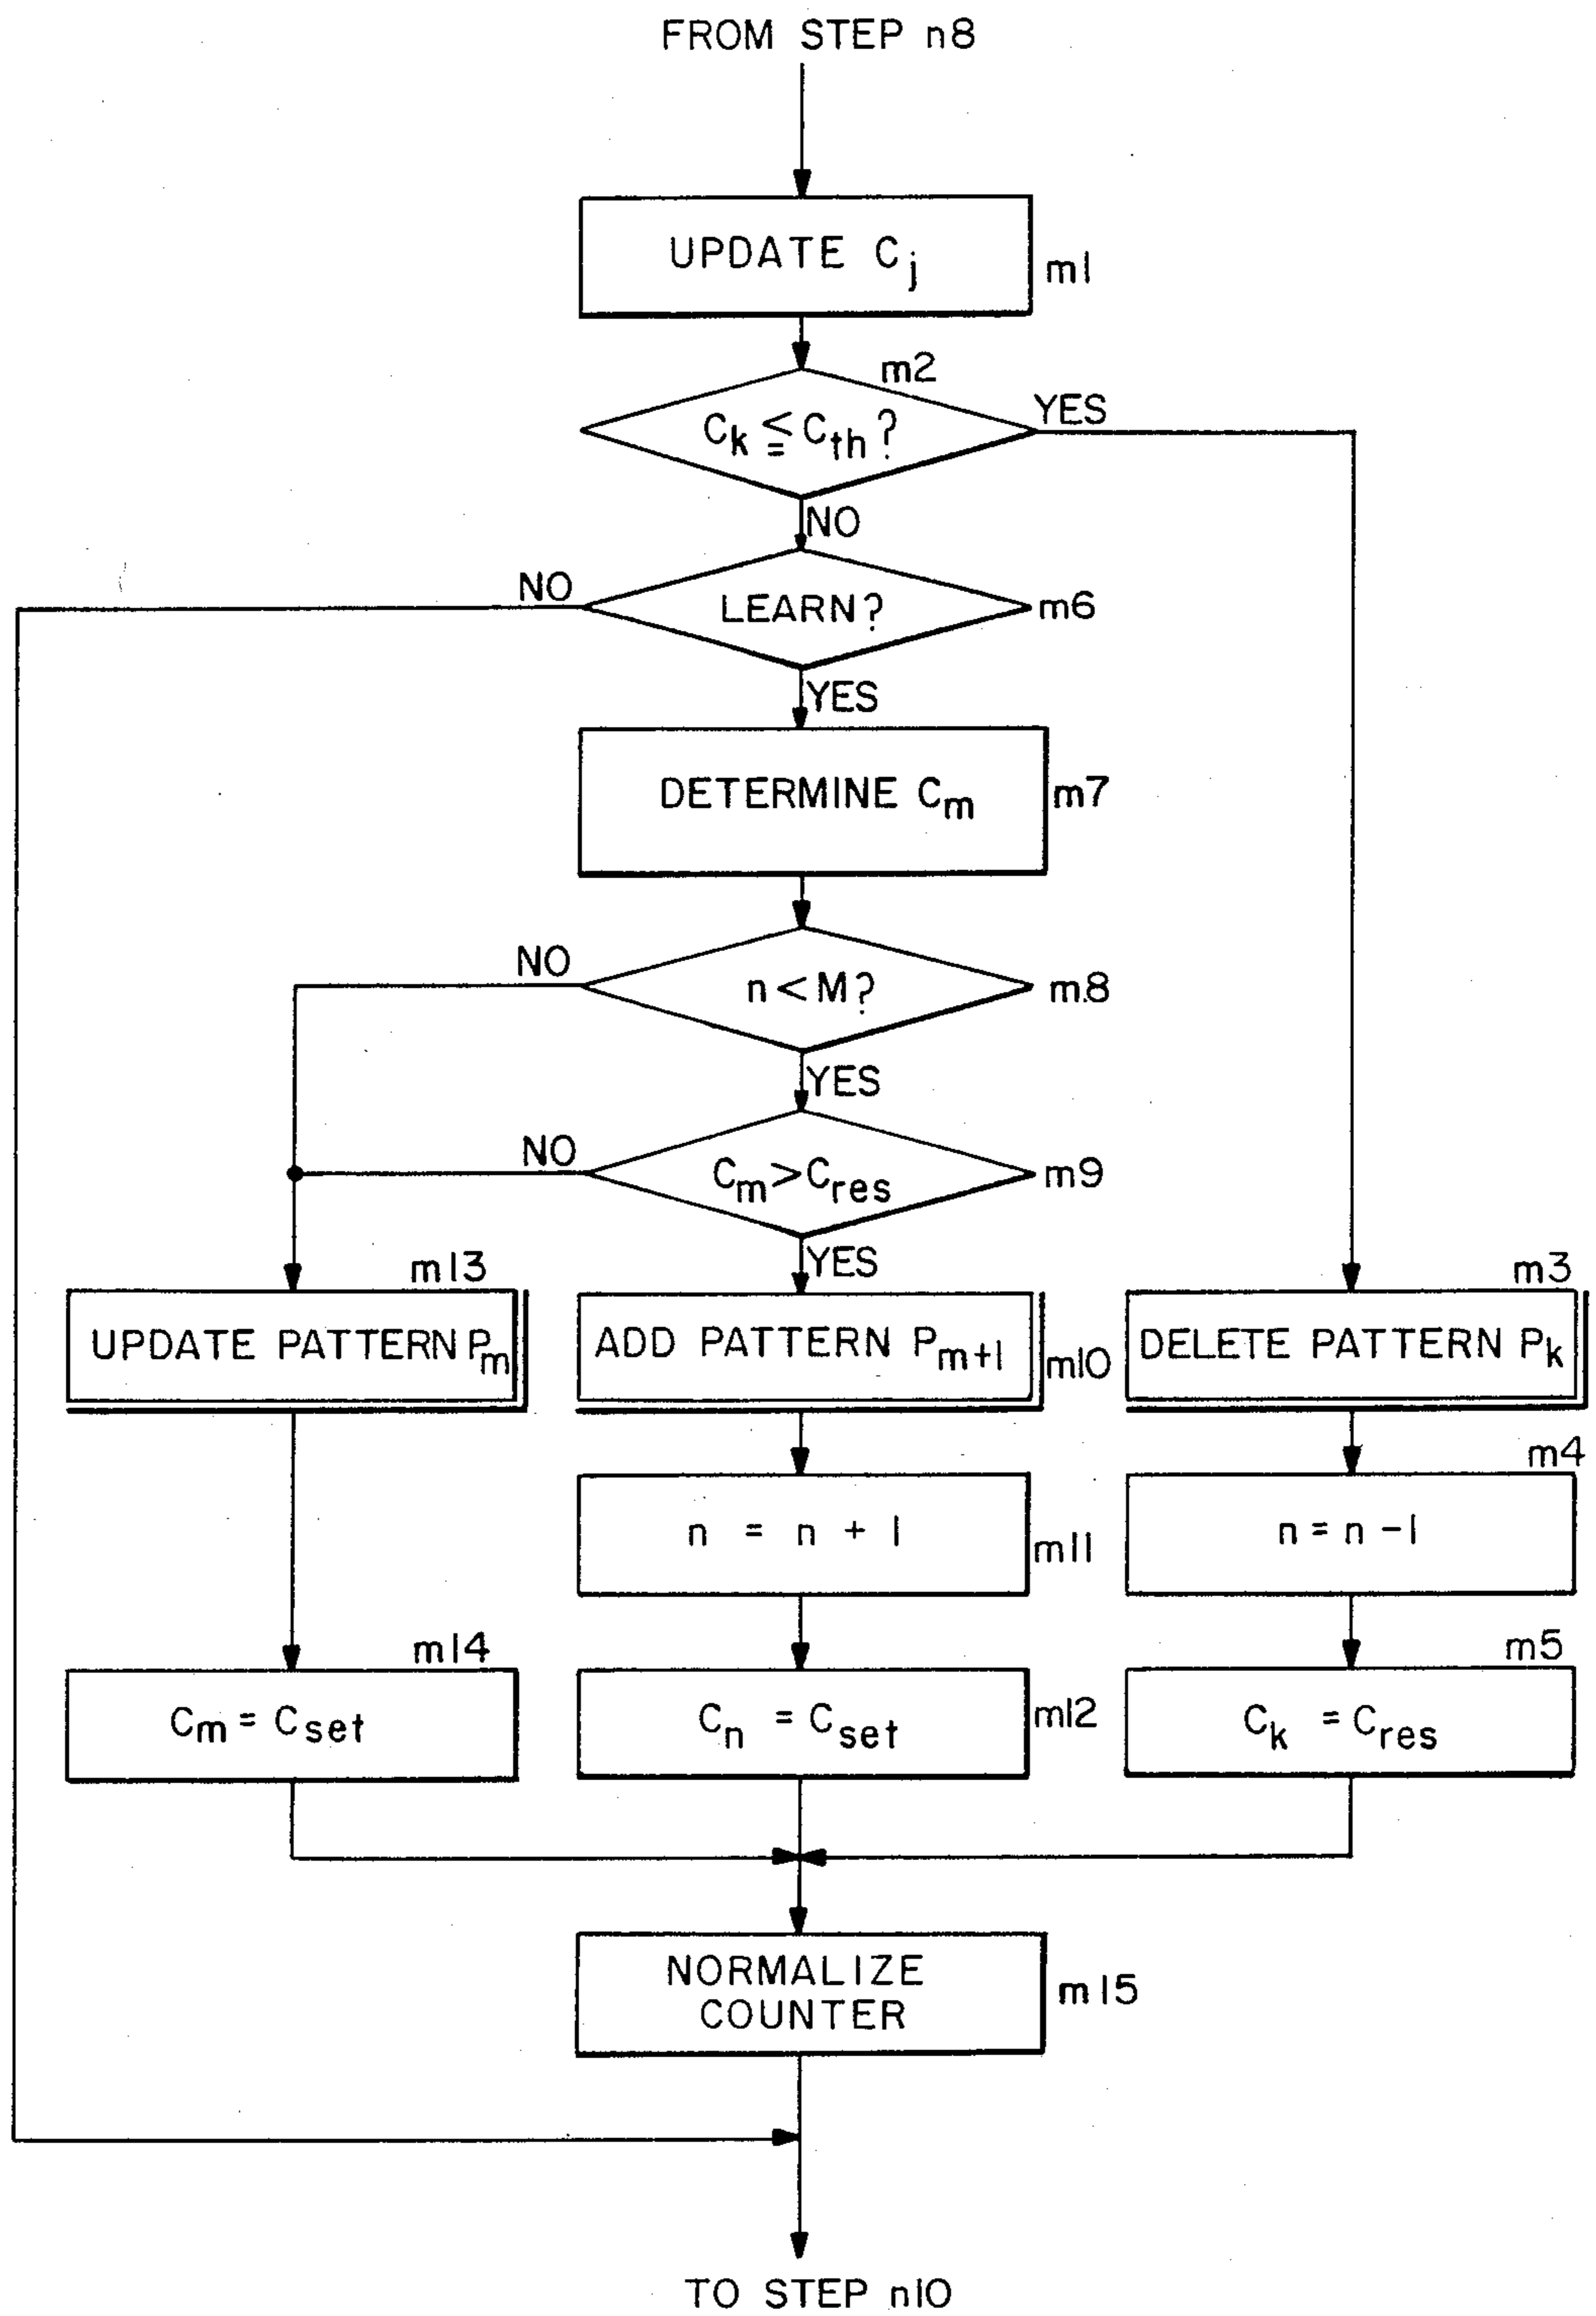 FROM STEP n8
UPDATE Cj
m1
m2
Ck ≦ Cth?
YES
NO
NO
LEARN?
m6
YES
DETERMINE Cm
m7
NO
n < M?
m.8
YES
NO
Cm > Cres
m9
YES
m13
m3
UPDATE PATTERN Pm
ADD PATTERN Pm+1
m10
DELETE PATTERN Pk
m4
n = n + 1
m11
n = n - 1
m14
m5
Cm = Cset
Cn = Cset
m12
Ck = Cres
NORMALIZE
COUNTER
m15
TO STEP n10